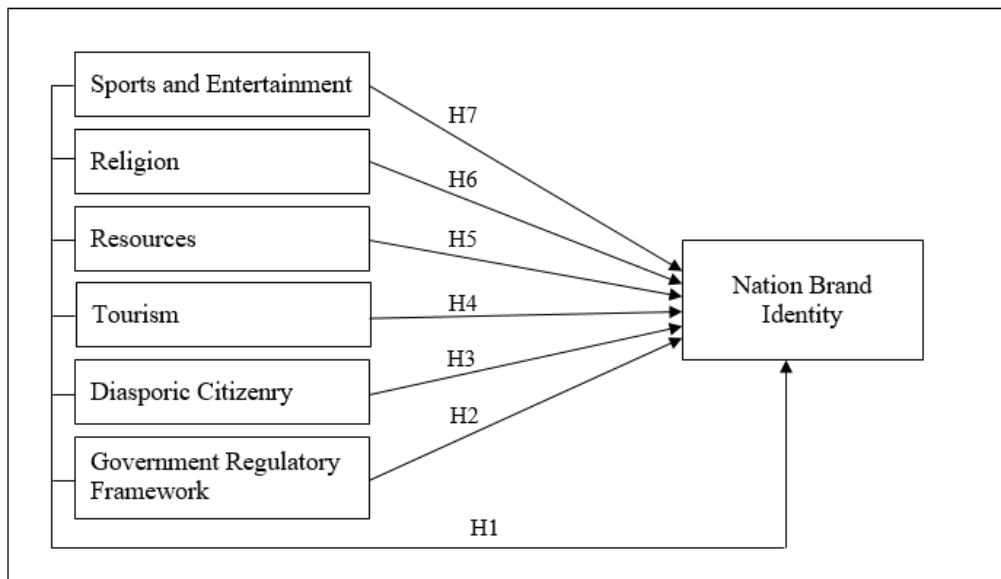 Sports and Entertainment
H7
Religion
H6
Resources
H5
Tourism
H4
Diasporic Citizenry
H3
Government Regulatory
Framework
H2
H1
Nation Brand
Identity